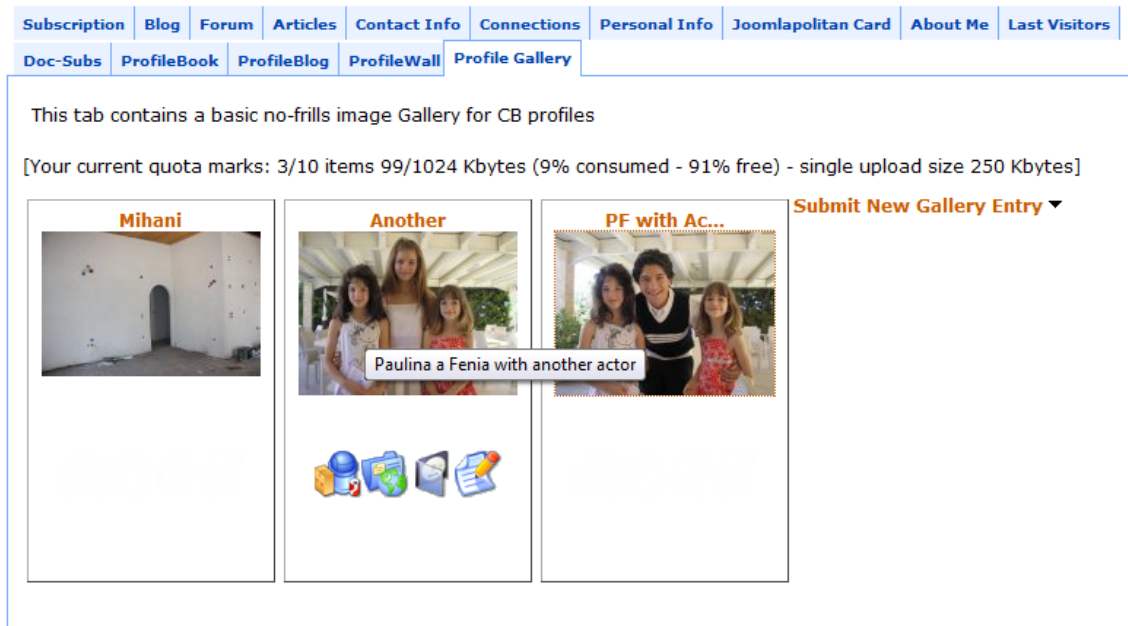 Subscription Blog Forum Articles Contact Info Connections Personal Info Joomlapolitan Card About Me Last Visitors
Doc-Subs ProfileBook ProfileBlog ProfileWall Profile Gallery
This tab contains a basic no-frills image Gallery for CB profiles
[Your current quota marks: 3/10 items 99/1024 Kbytes (9% consumed - 91% free) - single upload size 250 Kbytes]
Mihani Another PF with Ac... Submit New Gallery Entry
Paulina a Fenia with another actor